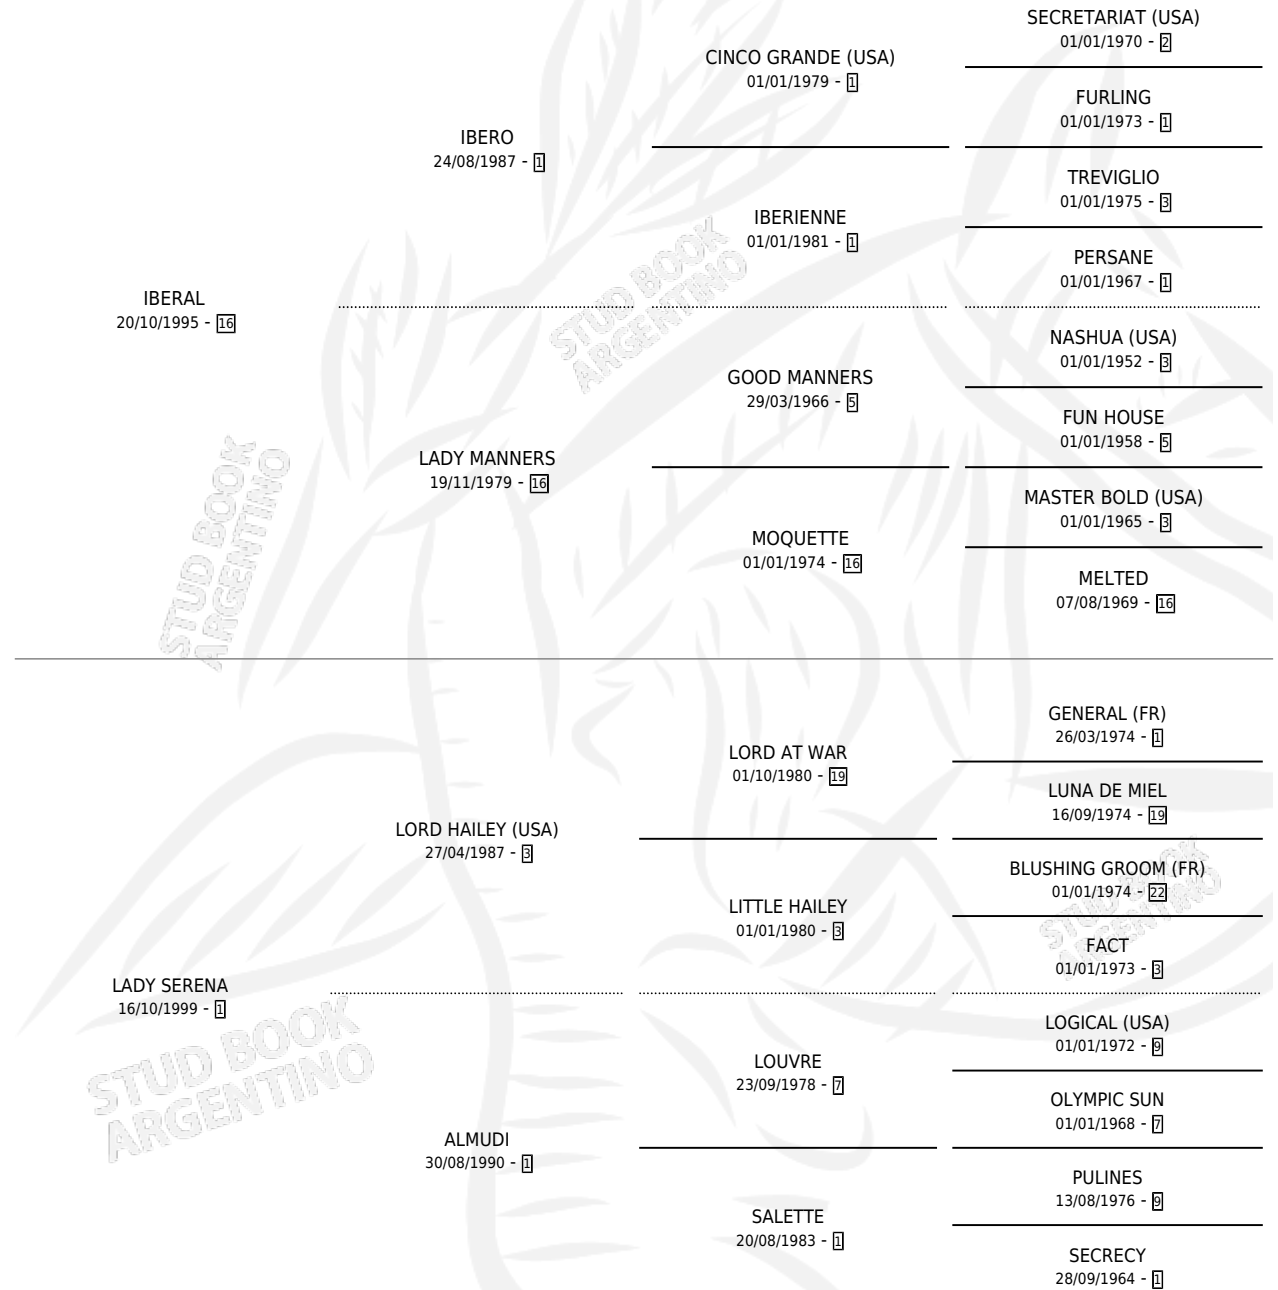 SECRETARIAT (USA)
01/01/1970 - 2
CINCO GRANDE (USA)
01/01/1979 - 1
FURLING
01/01/1973 - 1
IBERO
24/08/1987 - 1
TREVIGLIO
01/01/1975 - 3
IBERIENNE
01/01/1981 - 1
PERSANE
01/01/1967 - 1
IBERAL
20/10/1995 - 16
STUD BOOK
ARGENTINO
NASHUA (USA)
01/01/1952 - 3
GOOD MANNERS
29/03/1966 - 5
FUN HOUSE
01/01/1958 - 5
LADY MANNERS
19/11/1979 - 16
MASTER BOLD (USA)
01/01/1965 - 3
MOQUETTE
01/01/1974 - 16
MELTED
07/08/1969 - 16
STUD BOOK
ARGENTINO
GENERAL (FR)
26/03/1974 - 1
LORD AT WAR
01/10/1980 - 19
LUNA DE MIEL
16/09/1974 - 19
LORD HAILEY (USA)
27/04/1987 - 3
BLUSHING GROOM (FR)
01/01/1974 - 22
LITTLE HAILEY
01/01/1980 - 3
STUD BOOK
ARGENTINO
FACT
01/01/1973 - 3
LADY SERENA
16/10/1999 - 1
LOGICAL (USA)
01/01/1972 - 9
STUD BOOK
ARGENTINO
LOUVRE
23/09/1978 - 7
OLYMPIC SUN
01/01/1968 - 7
ALMUDI
30/08/1990 - 1
PULINES
13/08/1976 - 9
SALETTE
20/08/1983 - 1
SECRECY
28/09/1964 - 1